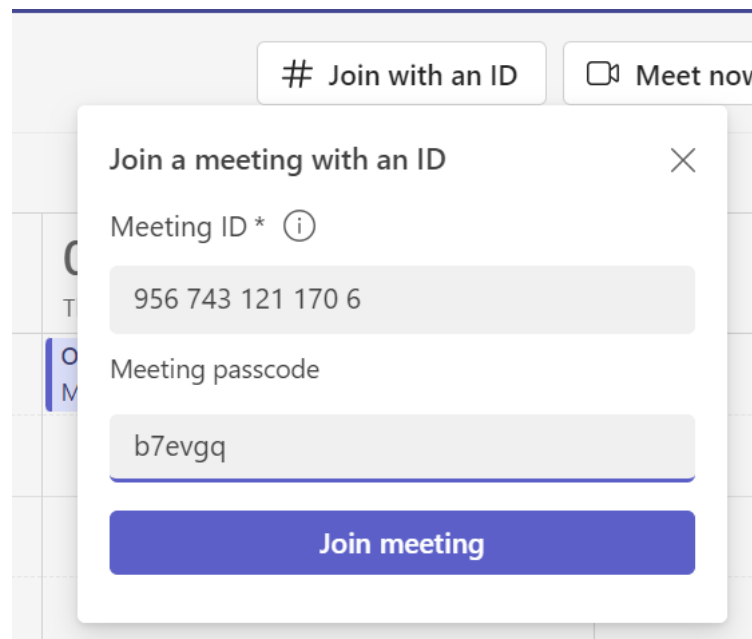 Join with an ID
Meet now
Join a meeting with an ID
Meeting ID *
956 743 121 170 6
Meeting passcode
b7evgq
Join meeting